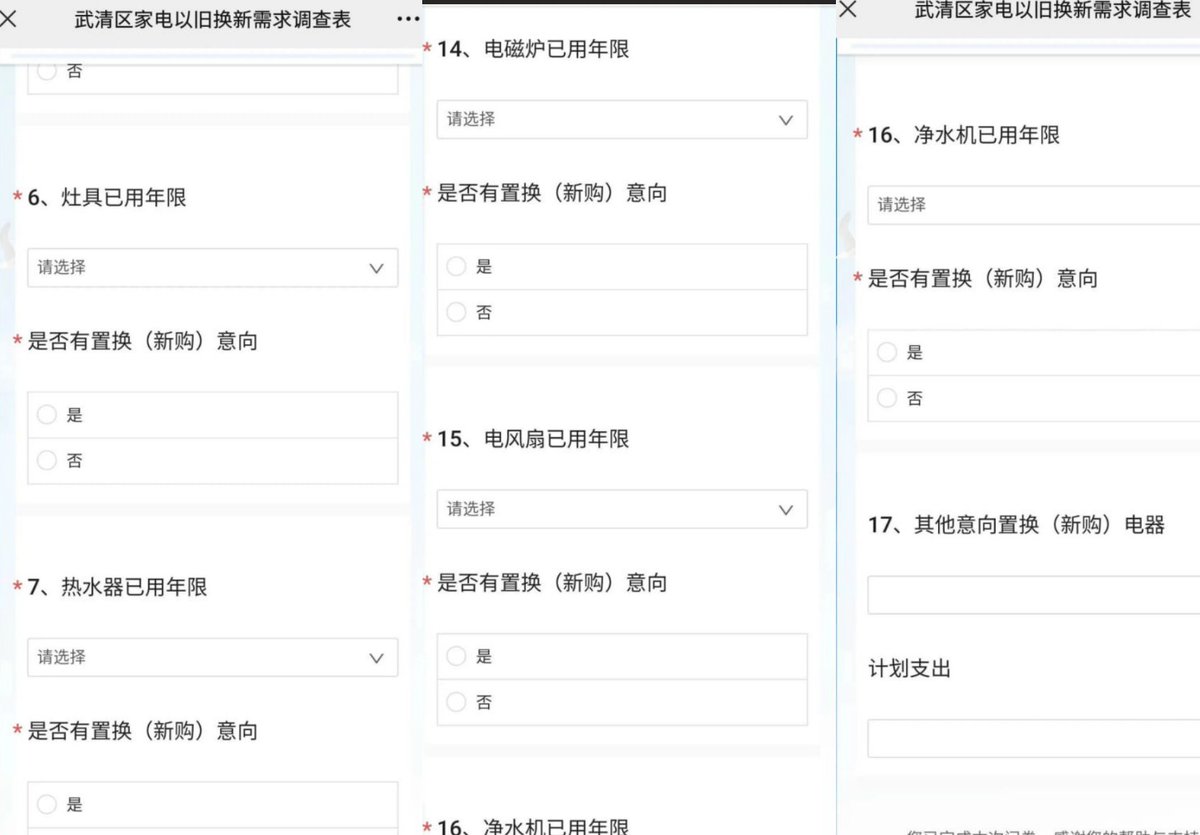 武清区家电以旧换新需求调查表
否
* 6、灶具已用年限
请选择
* 是否有置换（新购）意向
是
否
* 7、热水器已用年限
请选择
* 是否有置换（新购）意向
是
* 14、电磁炉已用年限
请选择
* 是否有置换（新购）意向
是
否
* 15、电风扇已用年限
请选择
* 是否有置换（新购）意向
是
否
* 16、净水机已用年限
武清区家电以旧换新需求调查表
* 16、净水机已用年限
请选择
* 是否有置换（新购）意向
是
否
17、其他意向置换（新购）电器
计划支出